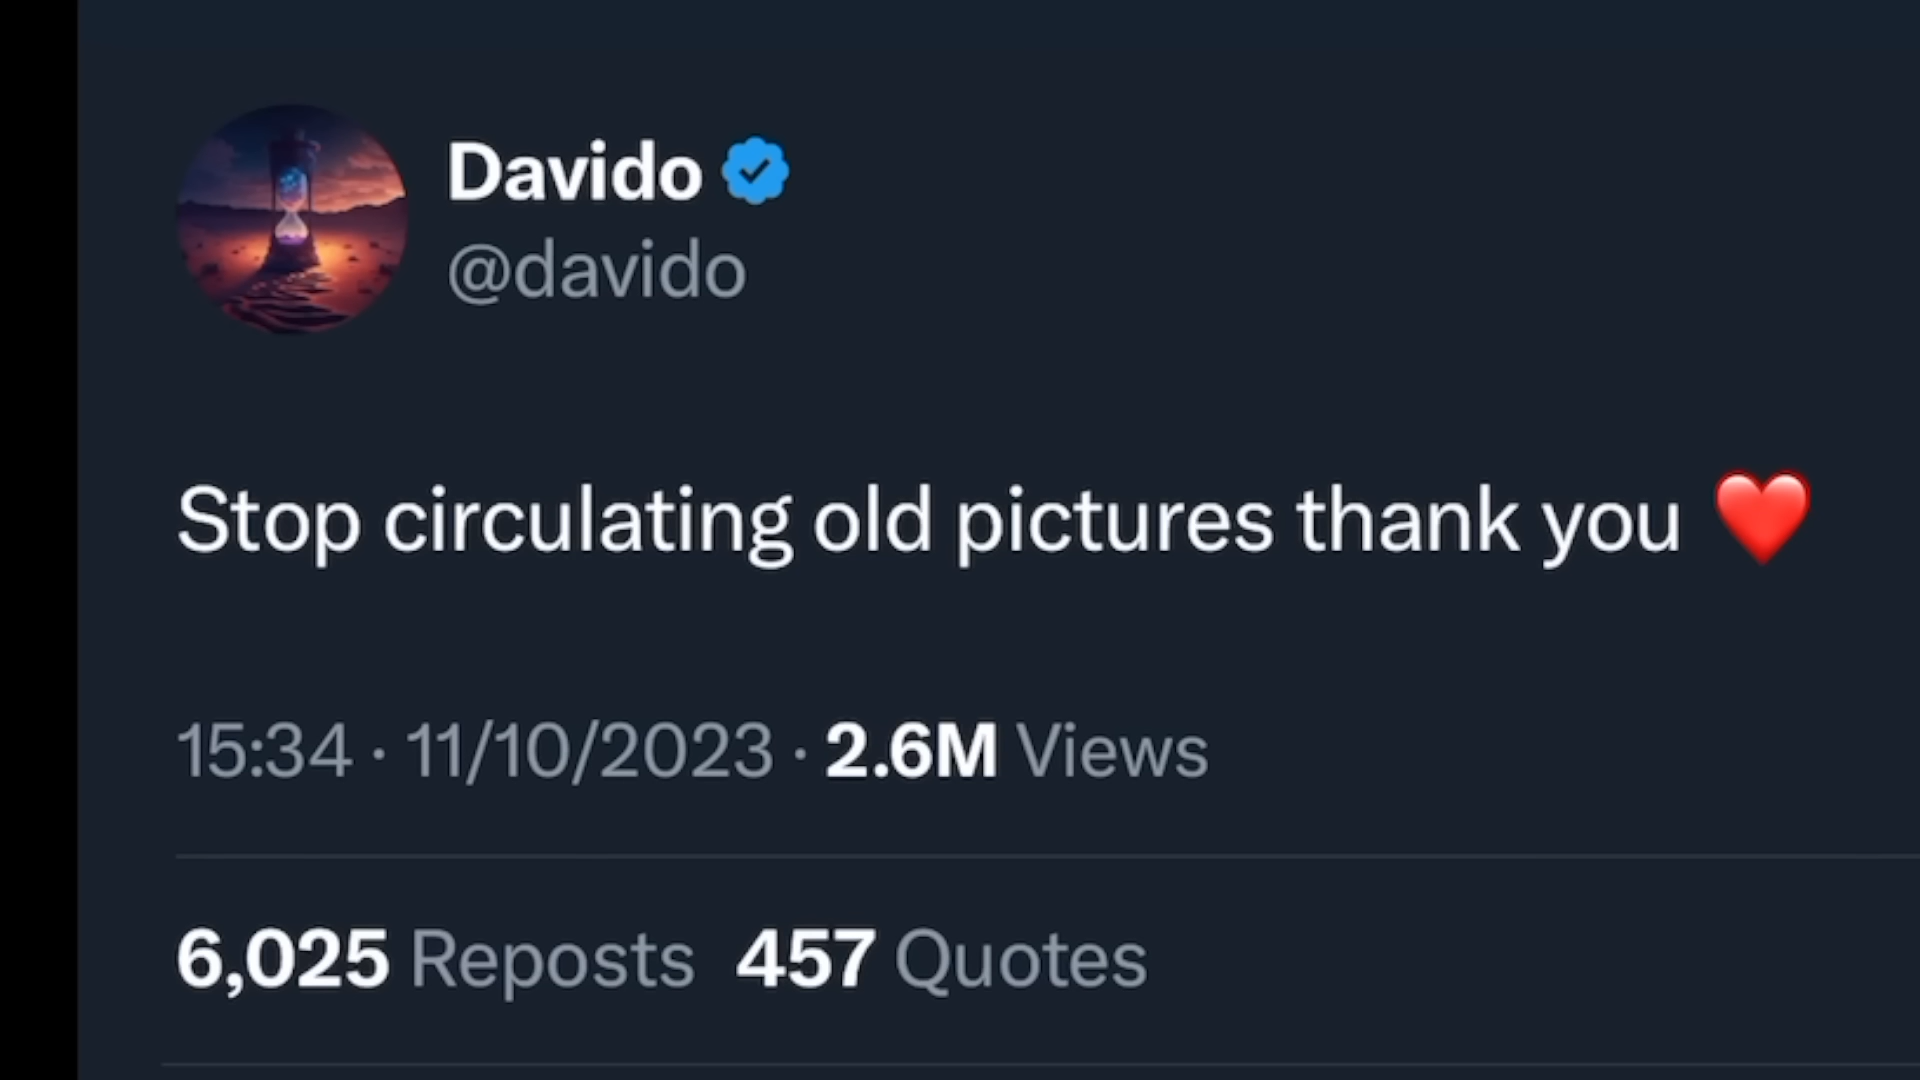 Davido
@davido
Stop circulating old pictures thank you ❤️
15:34 · 11/10/2023 · 2.6M Views
6,025 Reposts 457 Quotes